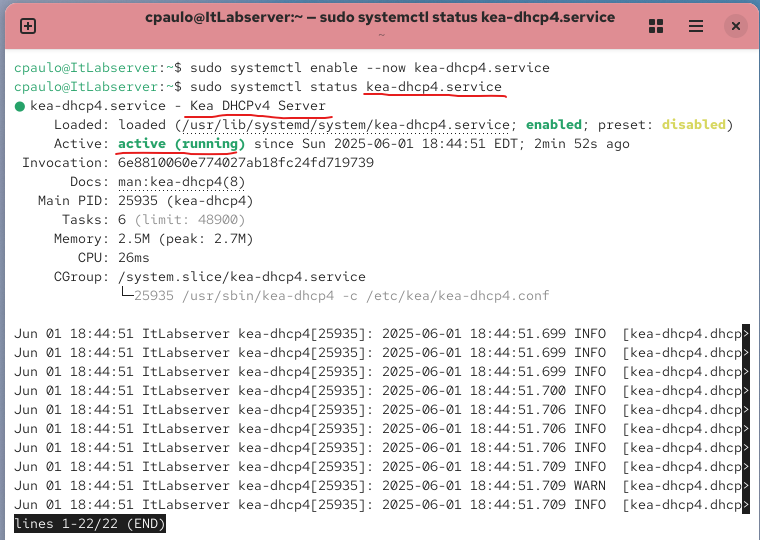 cpaulo@ItLabserver:~ — sudo systemctl status kea-dhcp4.service
~
cpaulo@ItLabserver:~$ sudo systemctl enable --now kea-dhcp4.service
cpaulo@ItLabserver:~$ sudo systemctl status kea-dhcp4.service
● kea-dhcp4.service - Kea DHCPv4 Server
Loaded: loaded (/usr/lib/systemd/system/kea-dhcp4.service; enabled; preset: disabled)
Active: active (running) since Sun 2025-06-01 18:44:51 EDT; 2min 52s ago
Invocation: 6e8810060e774027ab18fc24fd719739
Docs: man:kea-dhcp4(8)
Main PID: 25935 (kea-dhcp4)
Tasks: 6 (limit: 48900)
Memory: 2.5M (peak: 2.7M)
CPU: 26ms
CGroup: /system.slice/kea-dhcp4.service
└─25935 /usr/sbin/kea-dhcp4 -c /etc/kea/kea-dhcp4.conf
Jun 01 18:44:51 ItLabserver kea-dhcp4[25935]: 2025-06-01 18:44:51.699 INFO  [kea-dhcp4.dhcp>
Jun 01 18:44:51 ItLabserver kea-dhcp4[25935]: 2025-06-01 18:44:51.699 INFO  [kea-dhcp4.dhcp>
Jun 01 18:44:51 ItLabserver kea-dhcp4[25935]: 2025-06-01 18:44:51.699 INFO  [kea-dhcp4.dhcp>
Jun 01 18:44:51 ItLabserver kea-dhcp4[25935]: 2025-06-01 18:44:51.700 INFO  [kea-dhcp4.dhcp>
Jun 01 18:44:51 ItLabserver kea-dhcp4[25935]: 2025-06-01 18:44:51.706 INFO  [kea-dhcp4.dhcp>
Jun 01 18:44:51 ItLabserver kea-dhcp4[25935]: 2025-06-01 18:44:51.706 INFO  [kea-dhcp4.dhcp>
Jun 01 18:44:51 ItLabserver kea-dhcp4[25935]: 2025-06-01 18:44:51.706 INFO  [kea-dhcp4.dhcp>
Jun 01 18:44:51 ItLabserver kea-dhcp4[25935]: 2025-06-01 18:44:51.709 INFO  [kea-dhcp4.dhcp>
Jun 01 18:44:51 ItLabserver kea-dhcp4[25935]: 2025-06-01 18:44:51.709 WARN  [kea-dhcp4.dhcp>
Jun 01 18:44:51 ItLabserver kea-dhcp4[25935]: 2025-06-01 18:44:51.709 INFO  [kea-dhcp4.dhcp>
lines 1-22/22 (END)